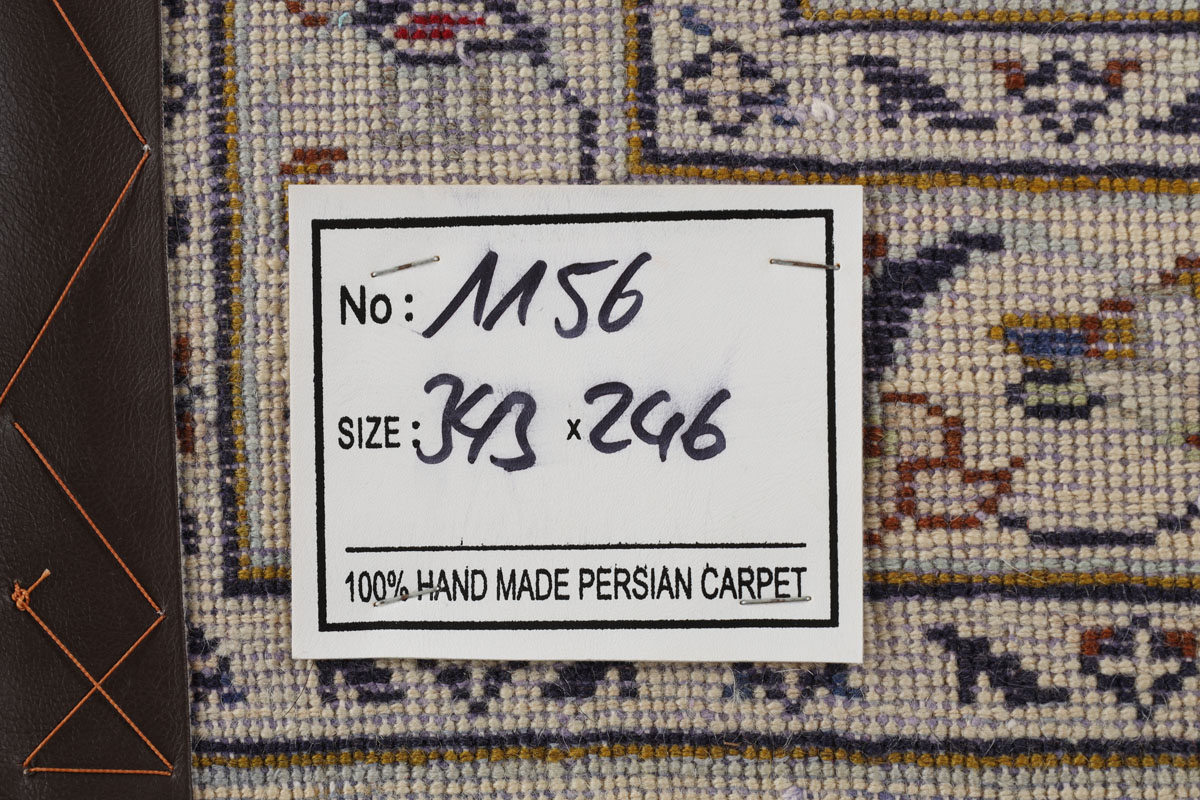 No: 1156
SIZE: 343 x 246
100% HAND MADE PERSIAN CARPET